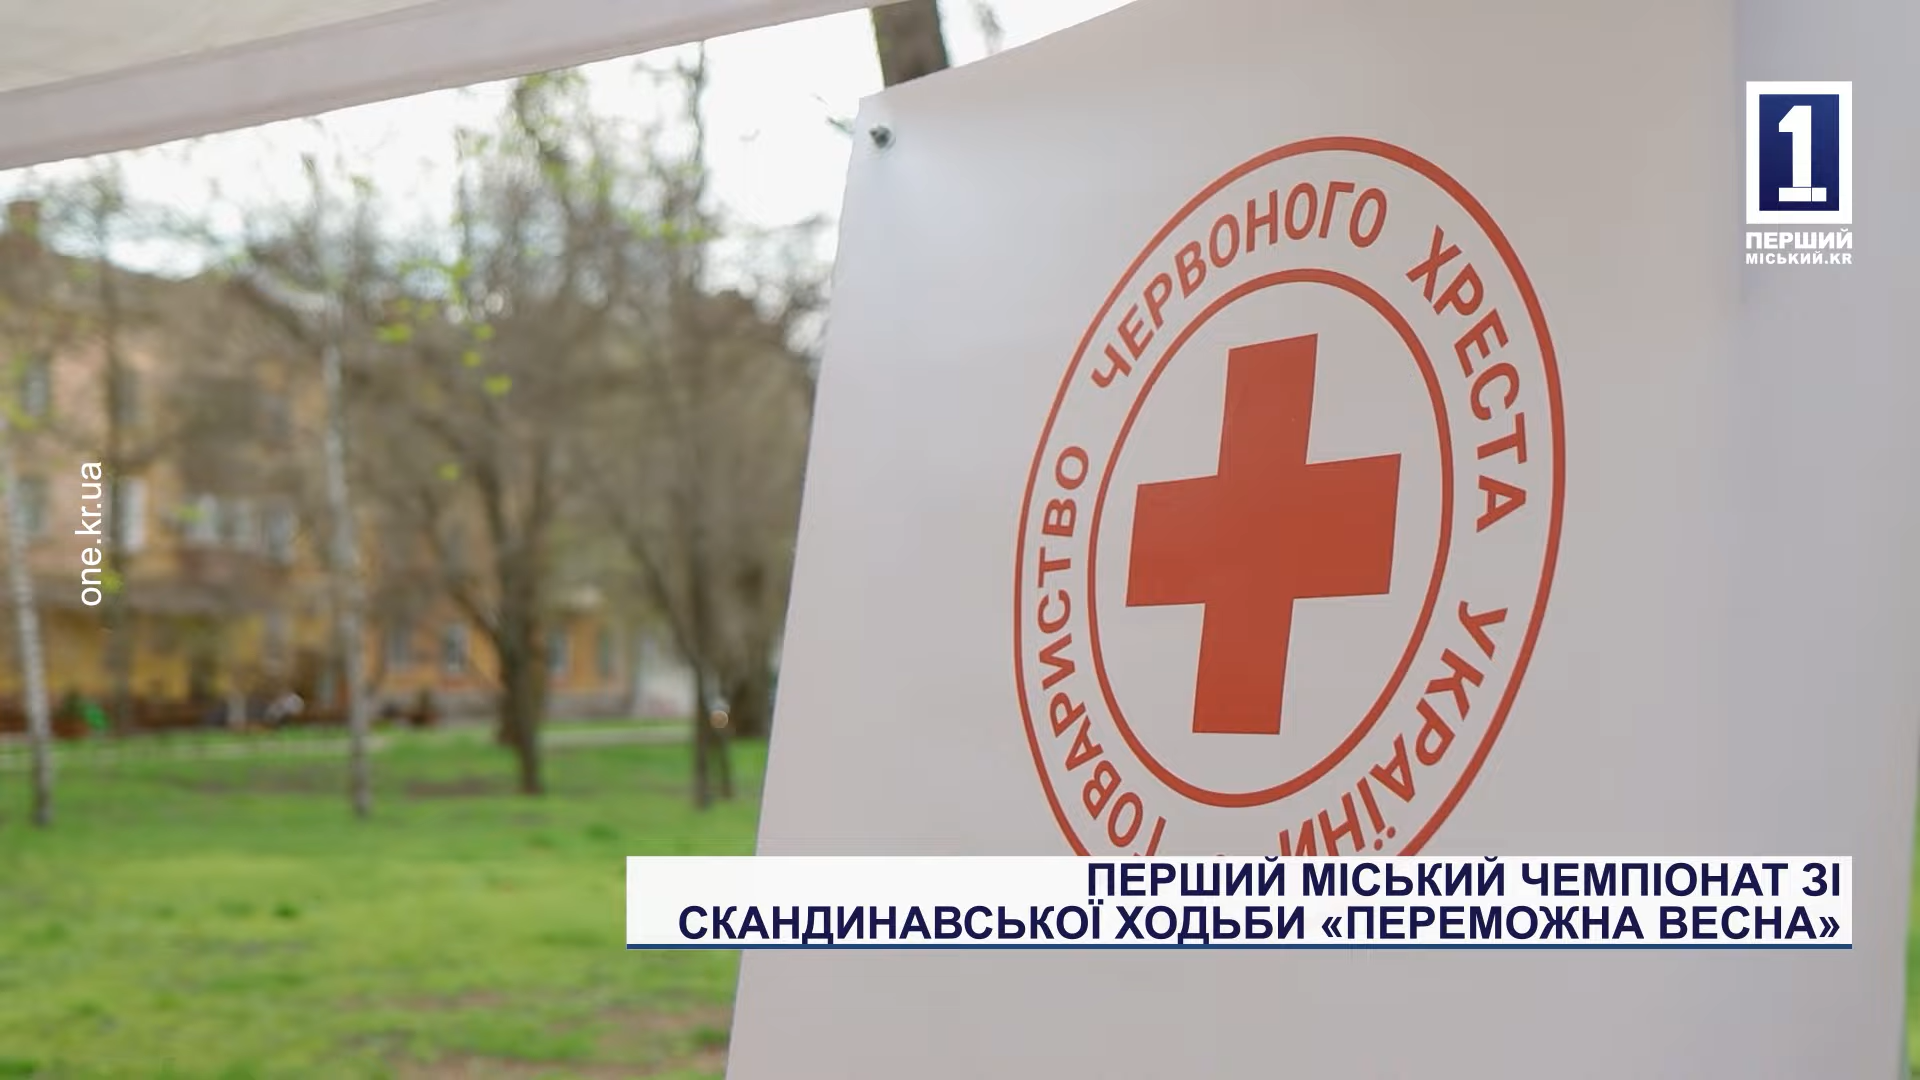 ТОВАРИСТВО ЧЕРВОНОГО ХРЕСТА УКРАЇНИ
1
ПЕРШИЙ
МІСЬКИЙ.KR
one.kr.ua
ПЕРШИЙ МІСЬКИЙ ЧЕМПІОНАТ ЗІ
СКАНДИНАВСЬКОЇ ХОДЬБИ «ПЕРЕМОЖНА ВЕСНА»